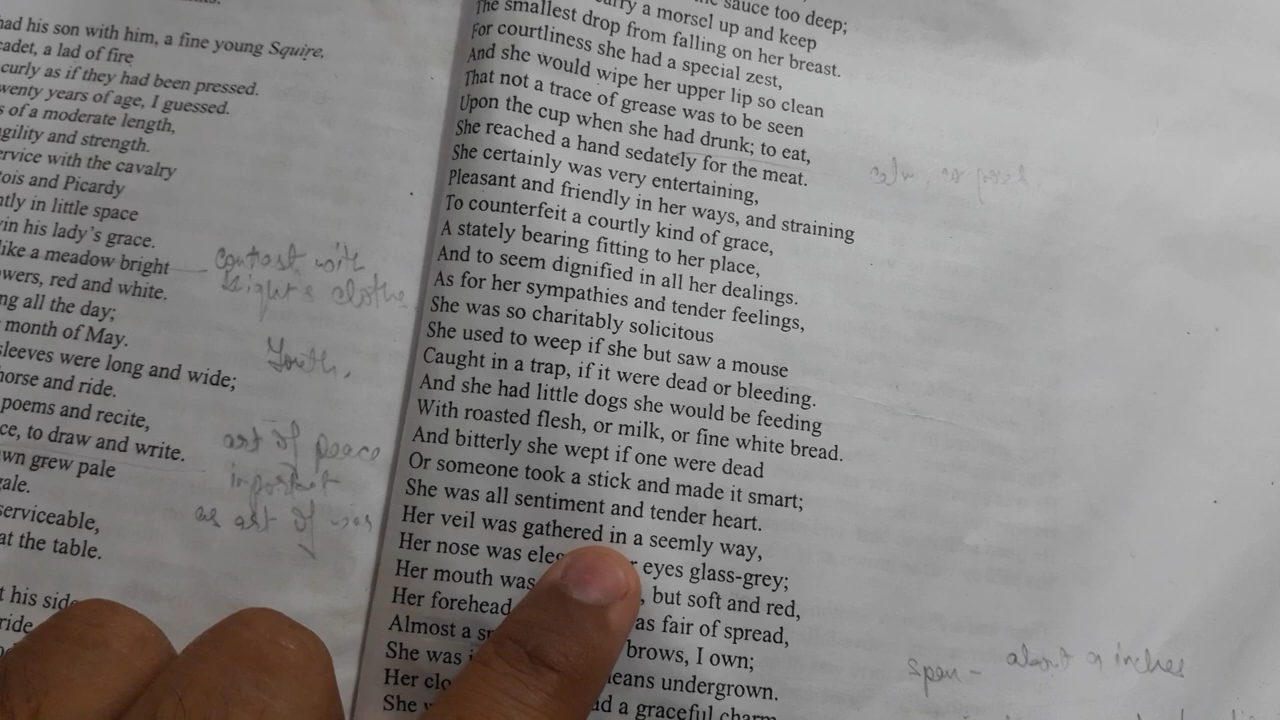 had his son with him, a fine young Squire,
cadet, a lad of fire
curly as if they had been pressed.
wenty years of age, I guessed.
s of a moderate length,
gility and strength.
ervice with the cavalry
tois and Picardy
ntly in little space
vin his lady's grace.
like a meadow bright
owers, red and white.
ng all the day;
month of May.
sleeves were long and wide;
horse and ride.
poems and recite,
ce, to draw and write.
wn grew pale
gale.
serviceable,
at the table.
t his side
ride
contrast with
knight's clothe
Youth.
art of peace
important
as art of war
the sauce too deep;
arry a morsel up and keep
The smallest drop from falling on her breast.
For courtliness she had a special zest,
And she would wipe her upper lip so clean
That not a trace of grease was to be seen
Upon the cup when she had drunk; to eat,
She reached a hand sedately for the meat.
She certainly was very entertaining,
Pleasant and friendly in her ways, and straining
To counterfeit a courtly kind of grace,
A stately bearing fitting to her place,
And to seem dignified in all her dealings.
As for her sympathies and tender feelings,
She was so charitably solicitous
She used to weep if she but saw a mouse
Caught in a trap, if it were dead or bleeding.
And she had little dogs she would be feeding
With roasted flesh, or milk, or fine white bread.
And bitterly she wept if one were dead
Or someone took a stick and made it smart;
She was all sentiment and tender heart.
Her veil was gathered in a seemly way,
Her nose was ele r eyes glass-grey;
Her mouth was , but soft and red,
Her forehead as fair of spread,
Almost a sp brows, I own;
She was i eans undergrown.
Her clo d a graceful charm
She w
calm,
span - about 9 inches